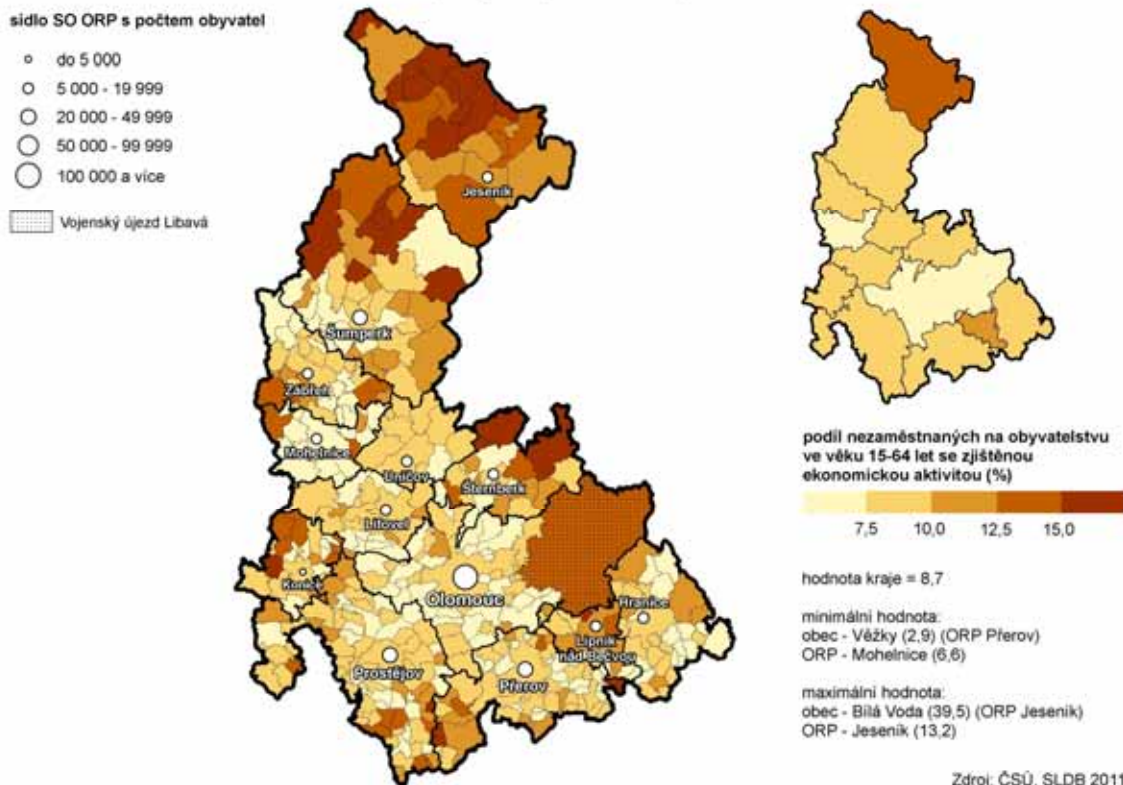 sídlo SO ORP s počtem obyvatel
do 5 000
5 000 - 19 999
20 000 - 49 999
50 000 - 99 999
100 000 a více
Vojenský újezd Libavá
Jeseník
Šumperk
Zábřeh
Mohelnice
Uničov
Šternberk
Litovel
Konice
Olomouc
Hranice
Lipník
nad Bečvou
Prostějov
Přerov
podíl nezaměstnaných na obyvatelstvu
ve věku 15-64 let se zjištěnou
ekonomickou aktivitou (%)
7,5 10,0 12,5 15,0
hodnota kraje = 8,7
minimální hodnota:
obec - Věžky (2,9) (ORP Přerov)
ORP - Mohelnice (6,6)
maximální hodnota:
obec - Bílá Voda (39,5) (ORP Jeseník)
ORP - Jeseník (13,2)
Zdroj: ČSÚ, SLDB 2011